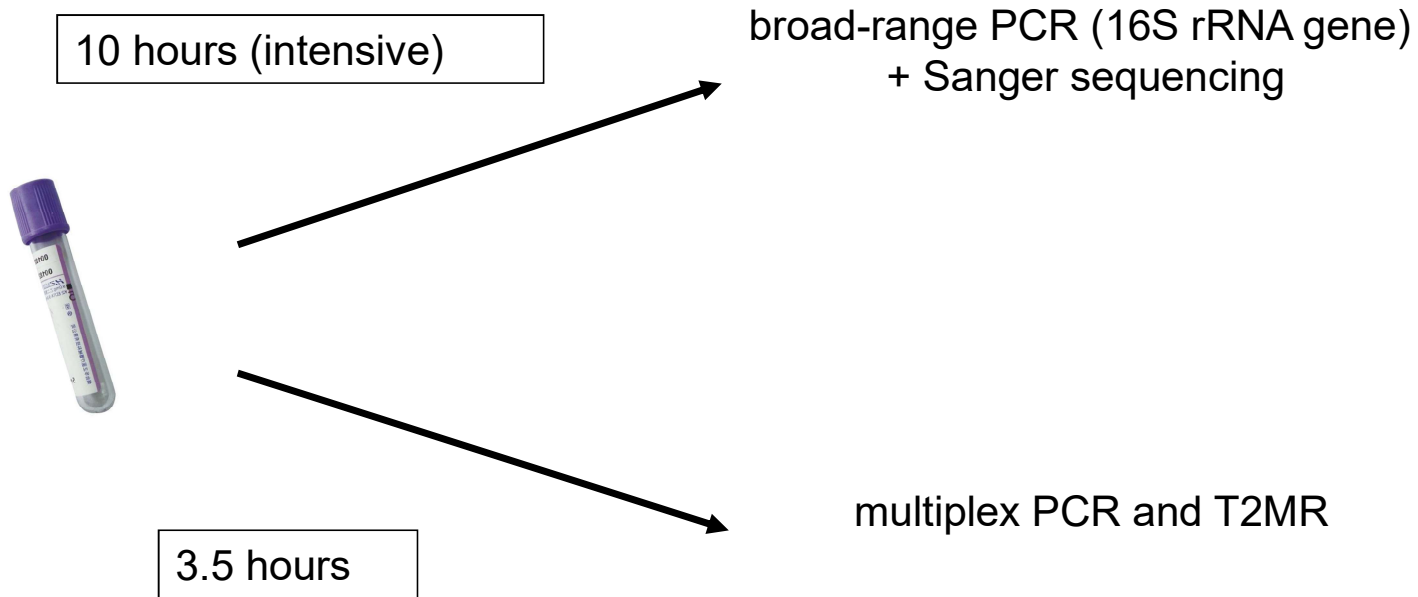 10 hours (intensive)
broad-range PCR (16S rRNA gene)
+ Sanger sequencing
multiplex PCR and T2MR
3.5 hours